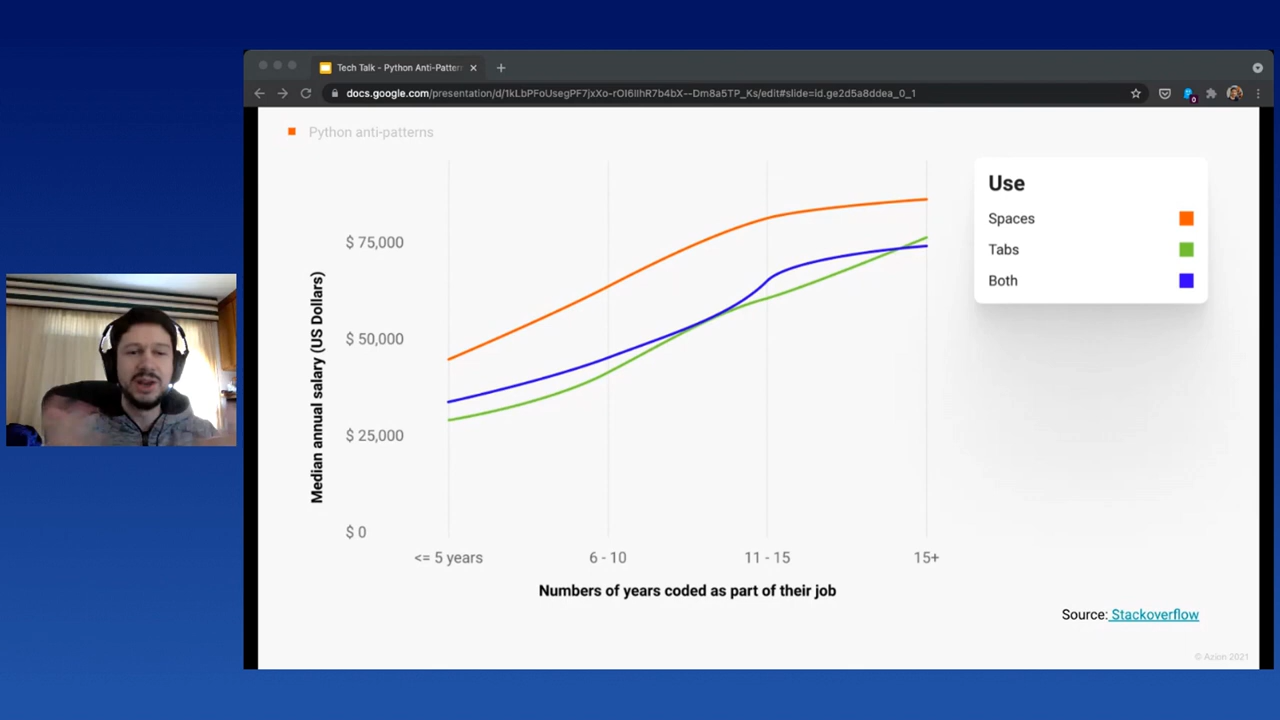 Tech Talk - Python Anti-Pattern
docs.google.com/presentation/d/1kLbPFoUsegPF7jxXo-rOI6IIhR7b4bX--Dm8a5TP_Ks/edit#slide=id.ge2d5a8ddea_0_1
0
Python anti-patterns
Use
Spaces
Tabs
Both
Median annual salary (US Dollars)
$ 75,000
$ 50,000
$ 25,000
$ 0
<= 5 years
6 - 10
11 - 15
15+
Numbers of years coded as part of their job
Source: Stackoverflow
© Azion 2021